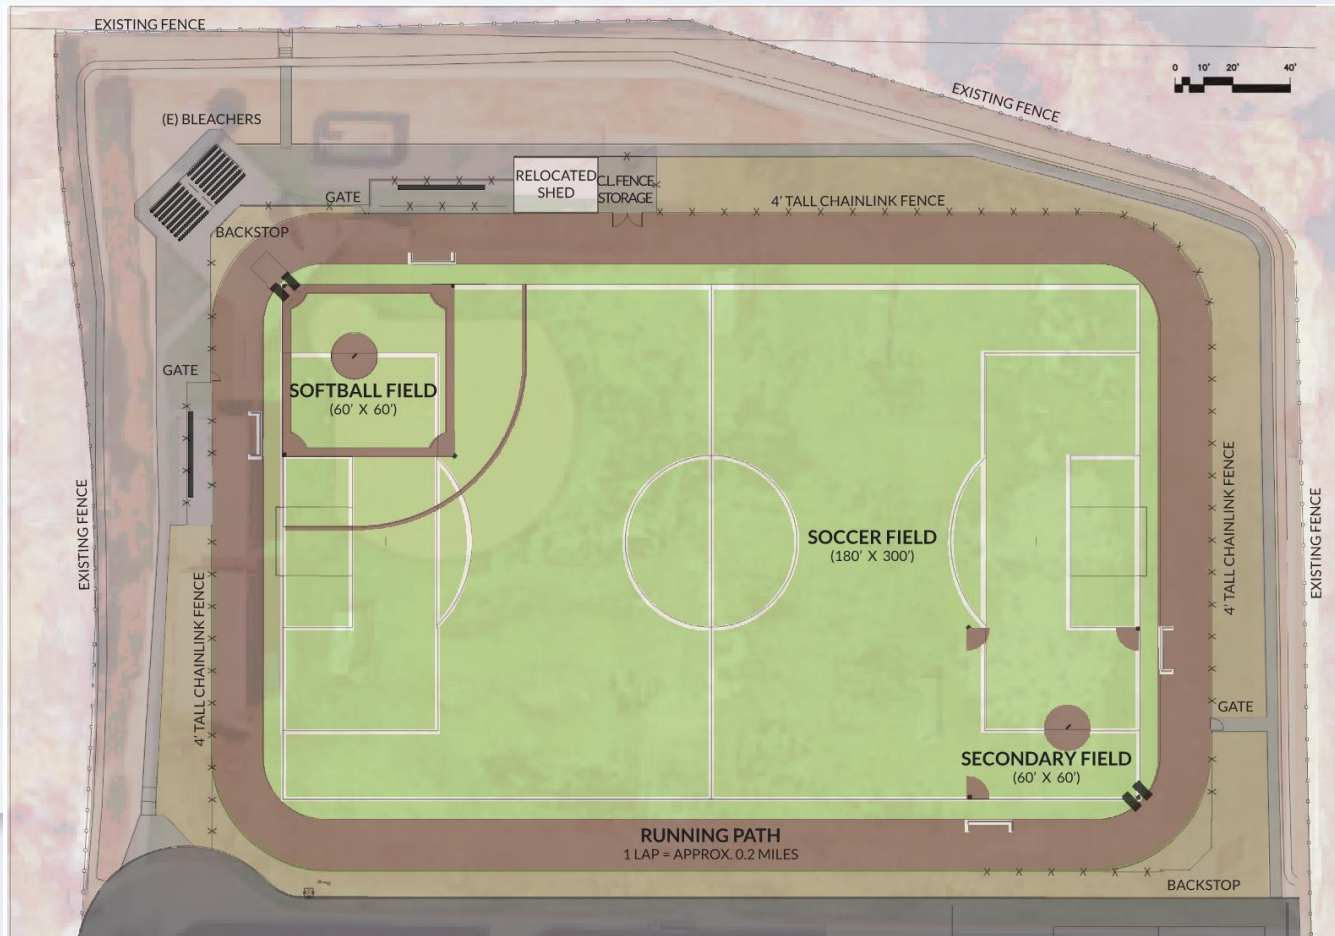 EXISTING FENCE
0 10' 20' 40'
EXISTING FENCE
(E) BLEACHERS
RELOCATED
SHED
C.L.FENCE
STORAGE
GATE
4' TALL CHAINLINK FENCE
BACKSTOP
GATE
SOFTBALL FIELD
(60' X 60')
EXISTING FENCE
4' TALL CHAINLINK FENCE
SOCCER FIELD
(180' X 300')
4' TALL CHAINLINK FENCE
EXISTING FENCE
GATE
SECONDARY FIELD
(60' X 60')
RUNNING PATH
1 LAP = APPROX. 0.2 MILES
BACKSTOP